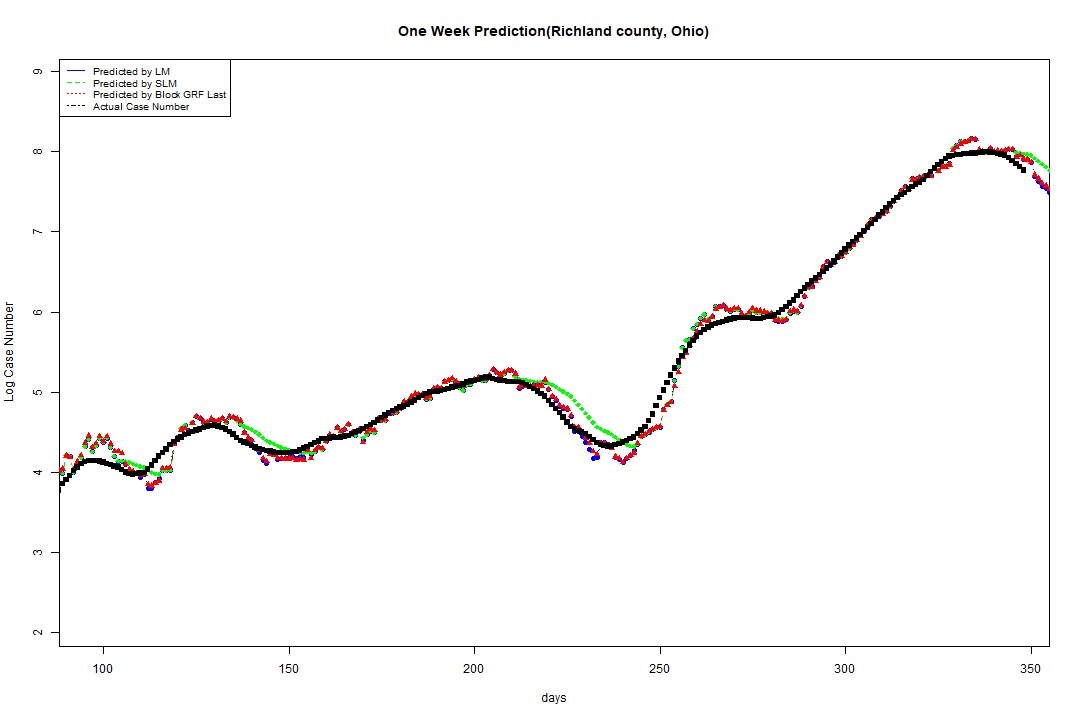 One Week Prediction(Richland county, Ohio)
Predicted by LM
Predicted by SLM
Predicted by Block GRF Last
Actual Case Number
Log Case Number
9
8
7
6
5
4
3
2
100 150 200 250 300 350
days